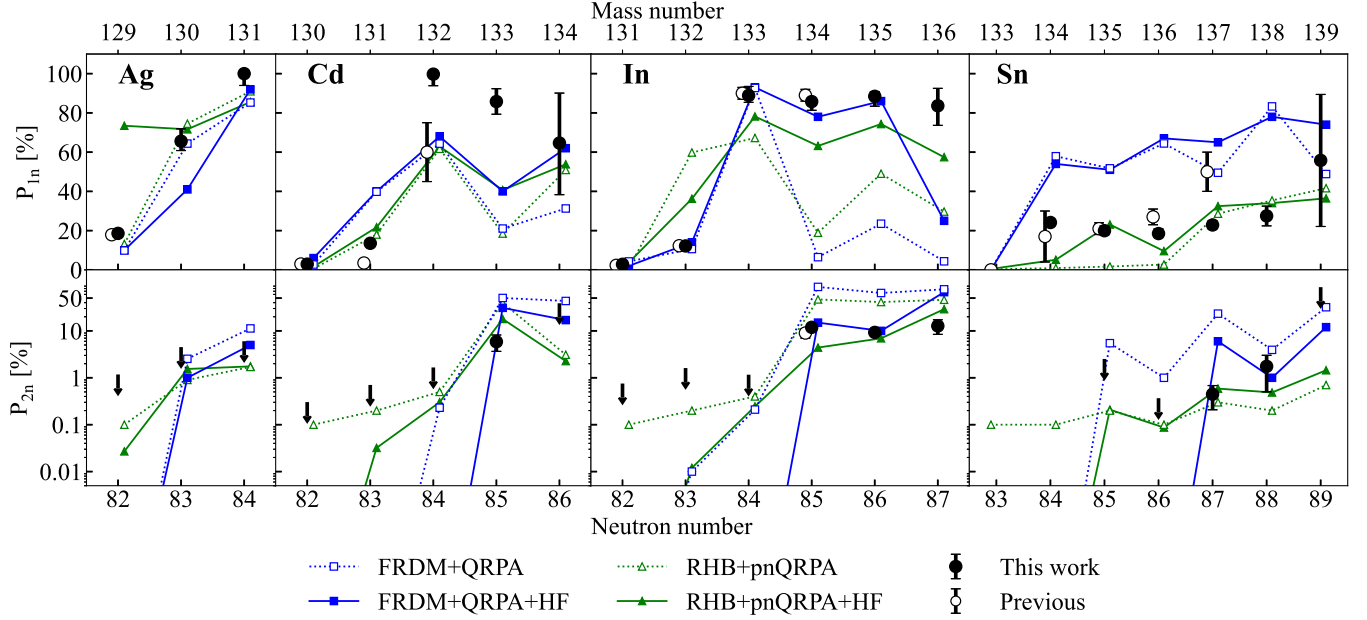 Mass number
129 130 131 130 131 132 133 134 131 132 133 134 135 136 133 134 135 136 137 138 139
Ag Cd In Sn
100
80
60
40
20
0
P1n [%]
50
10
1
0.1
0.01
P2n [%]
82 83 84 82 83 84 85 86 82 83 84 85 86 87 83 84 85 86 87 88 89
Neutron number
FRDM+QRPA RHB+pnQRPA This work
FRDM+QRPA+HF RHB+pnQRPA+HF Previous